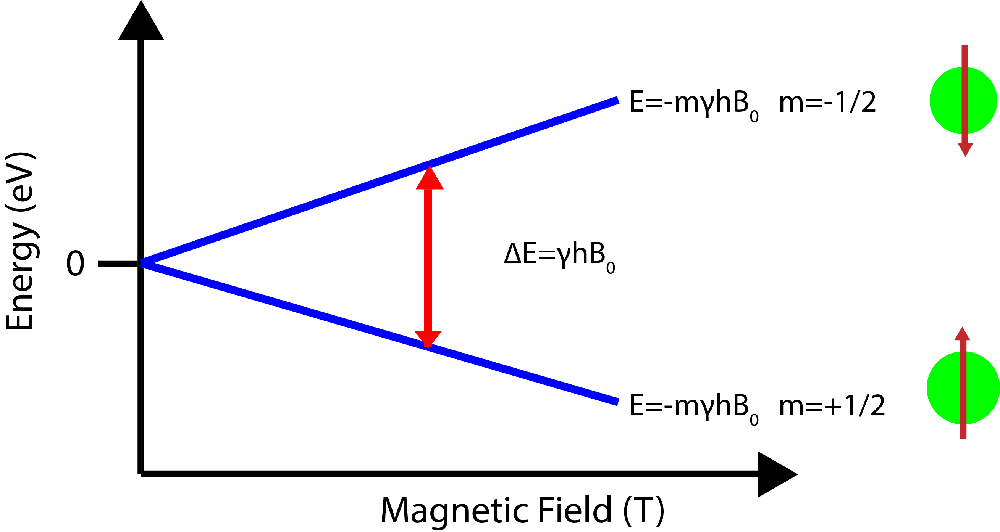 E=-mγhB₀ m=-1/2
Energy (eV)
0
ΔE=γhB₀
E=-mγhB₀ m=+1/2
Magnetic Field (T)